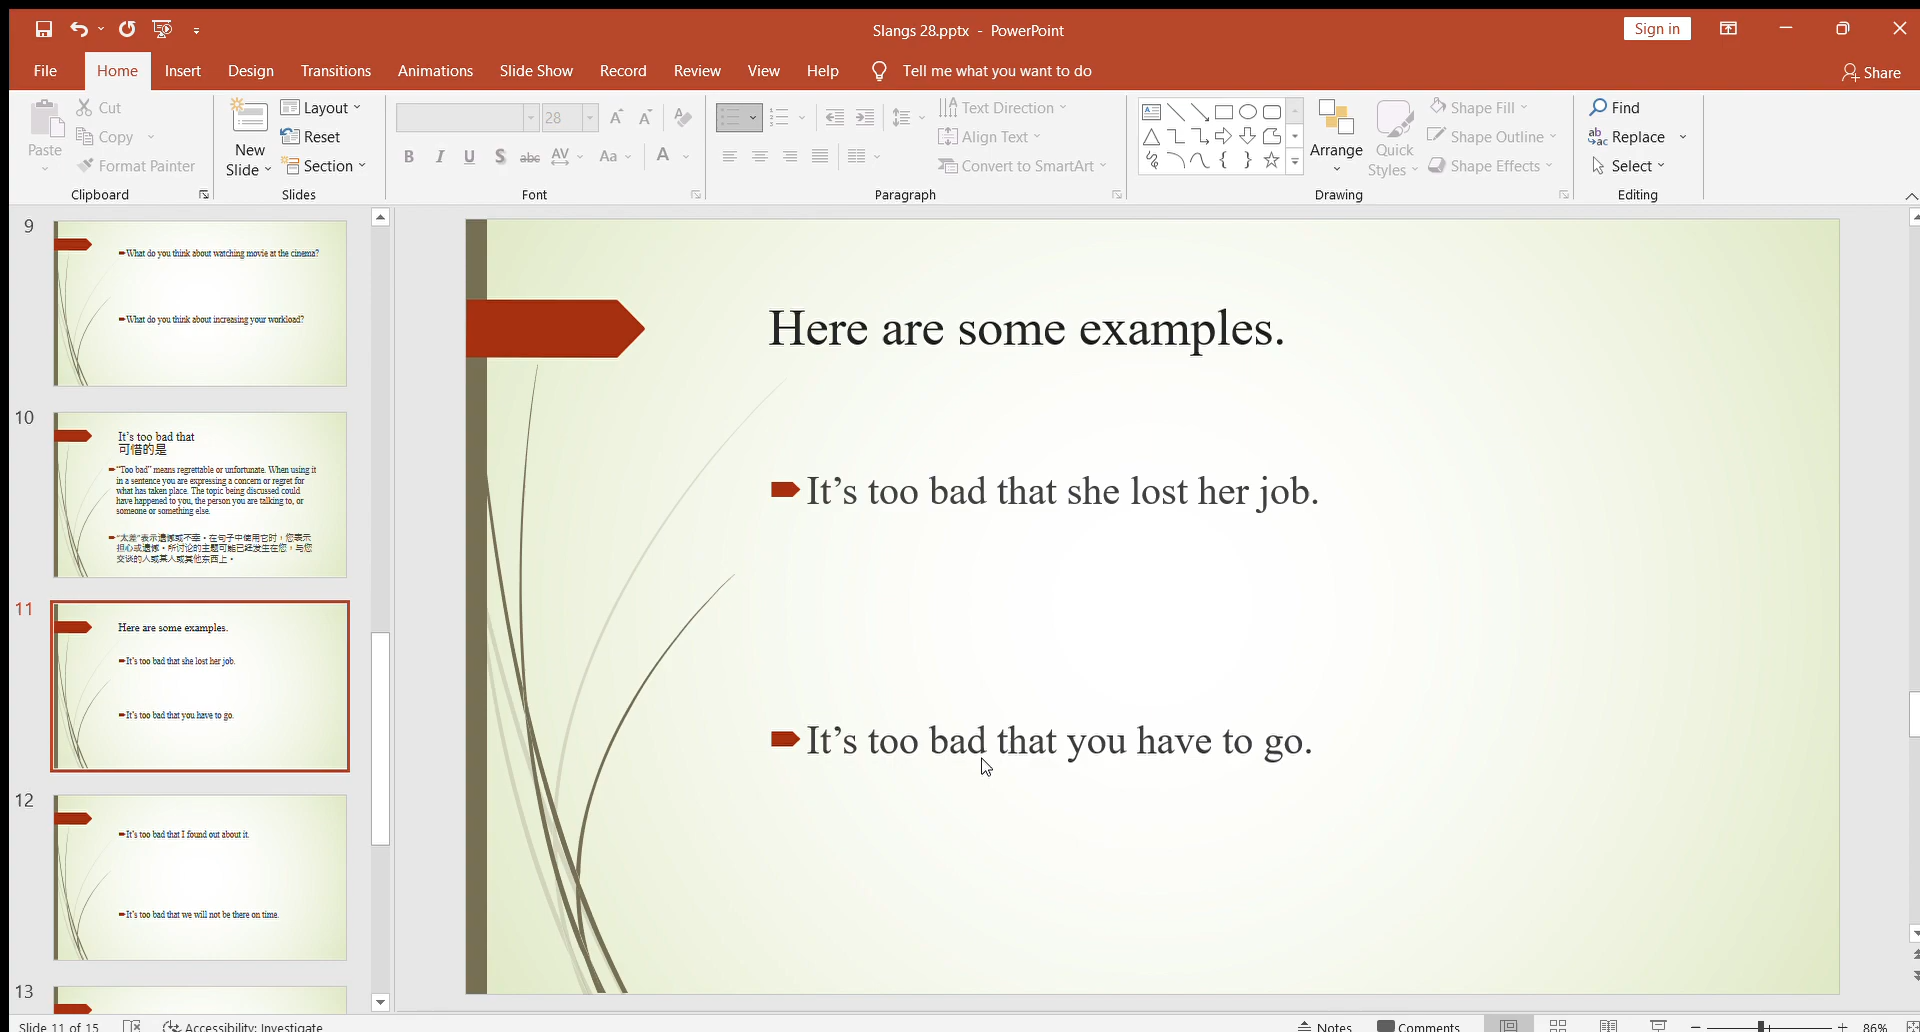 Slangs 28.pptx - PowerPoint
Sign in
File Home Insert Design Transitions Animations Slide Show Record Review View Help Tell me what you want to do
Share
Paste
Cut
Copy
Format Painter
Clipboard
New Slide
Layout
Reset
Section
Slides
28
Font
Text Direction
Align Text
Convert to SmartArt
Paragraph
Arrange
Quick Styles
Shape Fill
Shape Outline
Shape Effects
Drawing
Find
Replace
Select
Editing
9
What do you think about watching movie at the cinema?
What do you think about increasing your workload?
10
It's too bad that
可惜的是
“Too bad” means regrettable or unfortunate. When using it
in a sentence you are expressing a concern or regret for
what has taken place. The topic being discussed could
have happened to you, the person you are talking to, or
someone or something else.
“太差”表示遗憾或不幸。在句子中使用它时，您表示
担心或遗憾。所讨论的主题可能已经发生在您，与您
交谈的人或某人或其他东西上。
11
Here are some examples.
It's too bad that she lost her job.
It's too bad that you have to go.
12
It's too bad that I found out about it.
It's too bad that we will not be there on time.
13
Here are some examples.
It’s too bad that she lost her job.
It’s too bad that you have to go.
Slide 11 of 15
Accessibility: Investigate
Notes
Comments
86%